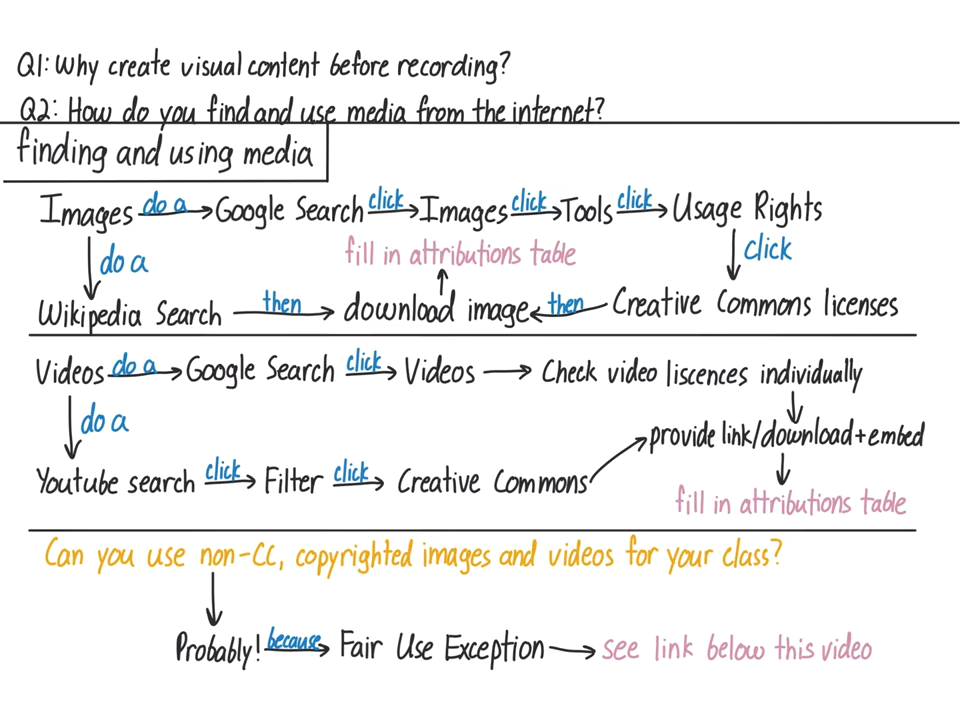 Q1: Why create visual content before recording?
Q2: How do you find and use media from the internet?
finding and using media
Images do a Google Search click Images click Tools click Usage Rights
do a fill in attributions table click
Wikipedia Search then download image then Creative Commons licenses
Videos do a Google Search click Videos Check video liscences individually
do a provide link/download+embed
Youtube search click Filter click Creative Commons
fill in attributions table
Can you use non-CC, copyrighted images and videos for your class?
Probably! because Fair Use Exception see link below this video